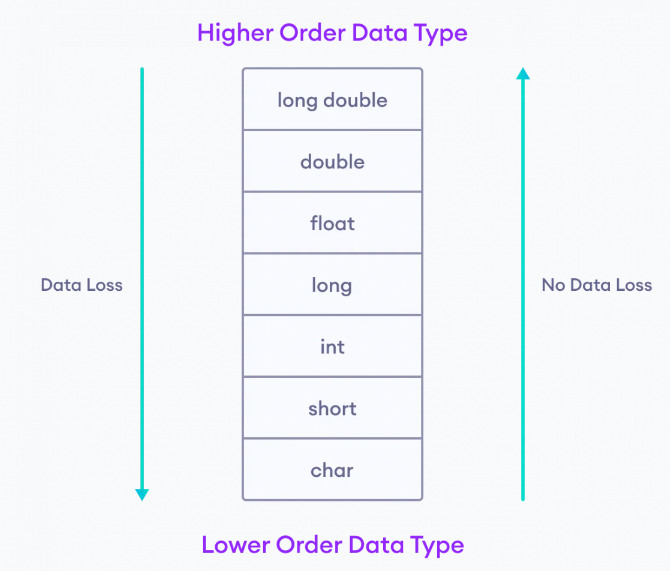 Higher Order Data Type
long double
double
float
Data Loss
long
No Data Loss
int
short
char
Lower Order Data Type